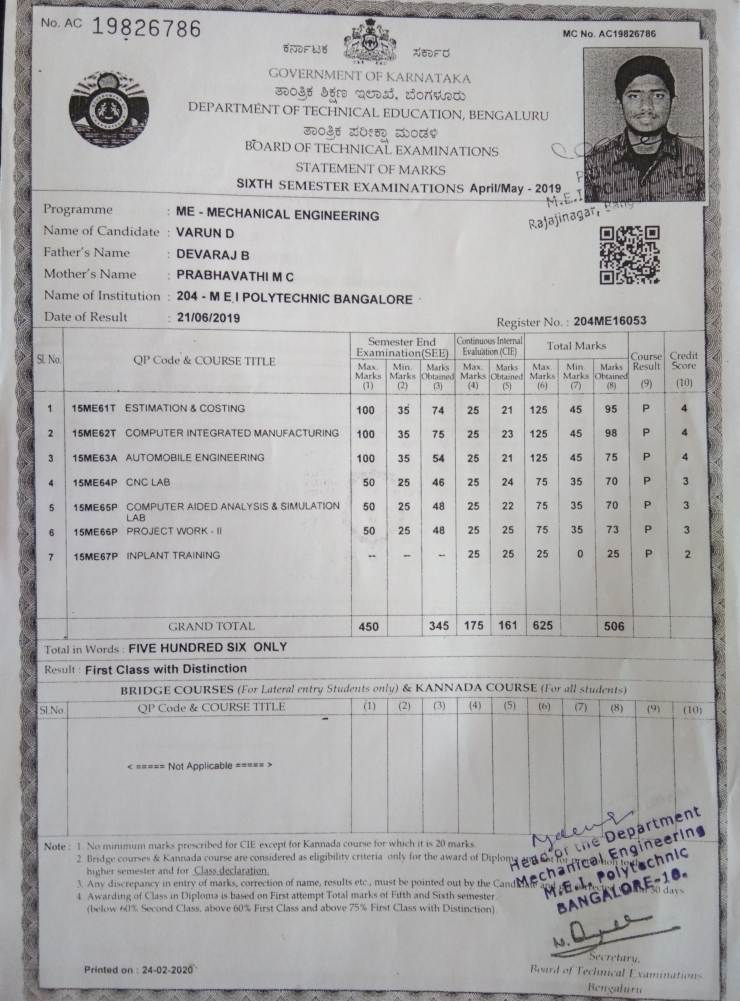 No. AC 19826786
MC No. AC19826786
ಕರ್ನಾಟಕ ಸರ್ಕಾರ
GOVERNMENT OF KARNATAKA
ತಾಂತ್ರಿಕ ಶಿಕ್ಷಣ ಇಲಾಖೆ, ಬೆಂಗಳೂರು
DEPARTMENT OF TECHNICAL EDUCATION, BENGALURU
ತಾಂತ್ರಿಕ ಪರೀಕ್ಷಾ ಮಂಡಳಿ
BOARD OF TECHNICAL EXAMINATIONS
STATEMENT OF MARKS
SIXTH SEMESTER EXAMINATIONS April/May - 2019
Rajajinagar,
Programme : ME - MECHANICAL ENGINEERING
Name of Candidate : VARUN D
Father's Name : DEVARAJ B
Mother's Name : PRABHAVATHI M C
Name of Institution : 204 - M E I POLYTECHNIC BANGALORE
Date of Result : 21/06/2019
Register No. : 204ME16053
Sl. No. QP Code & COURSE TITLE Semester End Examination(SEE) Continuous Internal Evaluation (CIE) Total Marks Course Result Credit Score
Max. Marks Min. Marks Marks Obtained Max. Marks Marks Obtained Max. Marks Min. Marks Marks Obtained
(1) (2) (3) (4) (5) (6) (7) (8) (9) (10)
1 15ME61T ESTIMATION & COSTING 100 35 74 25 21 125 45 95 P 4
2 15ME62T COMPUTER INTEGRATED MANUFACTURING 100 35 75 25 23 125 45 98 P 4
3 15ME63A AUTOMOBILE ENGINEERING 100 35 54 25 21 125 45 75 P 4
4 15ME64P CNC LAB 50 25 46 25 24 75 35 70 P 3
5 15ME65P COMPUTER AIDED ANALYSIS & SIMULATION LAB 50 25 48 25 22 75 35 70 P 3
6 15ME66P PROJECT WORK - II 50 25 48 25 25 75 35 73 P 3
7 15ME67P INPLANT TRAINING -- -- -- 25 25 25 0 25 P 2
GRAND TOTAL 450 345 175 161 625 506
Total in Words : FIVE HUNDRED SIX ONLY
Result : First Class with Distinction
BRIDGE COURSES (For Lateral entry Students only) & KANNADA COURSE (For all students)
Sl.No. QP Code & COURSE TITLE (1) (2) (3) (4) (5) (6) (7) (8) (9) (10)
< ===== Not Applicable ===== >
Note : 1. No minimum marks prescribed for CIE except for Kannada course for which it is 20 marks.
2. Bridge courses & Kannada course are considered as eligibility criteria only for the award of Diploma
higher semester and for Class declaration.
3. Any discrepancy in entry of marks, correction of name, results etc., must be pointed out by the 30 days
4. Awarding of Class in Diploma is based on First attempt Total marks of Fifth and Sixth semester.
(below 60% Second Class, above 60% First Class and above 75% First Class with Distinction)
Head of the Department
Mechanical Engineering
M.E.I. Polytechnic
BANGALORE-10.
Secretary,
Board of Technical Examinations
Bengaluru
Printed on : 24-02-2020